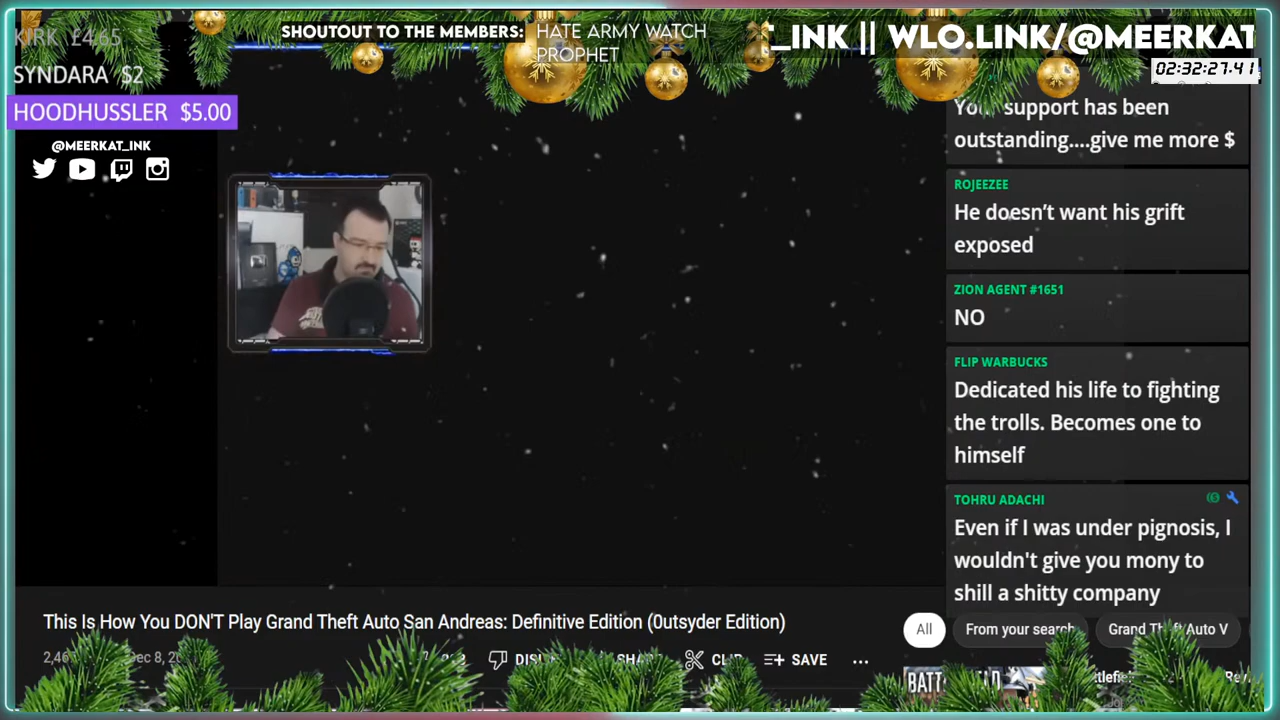 KIRK £4.65
SYNDARA $2
HOODHUSSLER $5.00
@MEERKAT_INK
SHOUTOUT TO THE MEMBERS: HATE ARMY WATCH
PROPHET
T_INK || WLO.LINK/@MEERKAT
02:32:27.41
support has been
outstanding....give me more $
ROJEEZEE
He doesn't want his grift
exposed
ZION AGENT #1651
NO
FLIP WARBUCKS
Dedicated his life to fighting
the trolls. Becomes one to
himself
TOHRU ADACHI
Even if I was under pignosis, I
wouldn't give you mony to
shill a shitty company
This Is How You DON'T Play Grand Theft Auto San Andreas: Definitive Edition (0utsyder Edition)
All From your search Grand Theft Auto V
SAVE